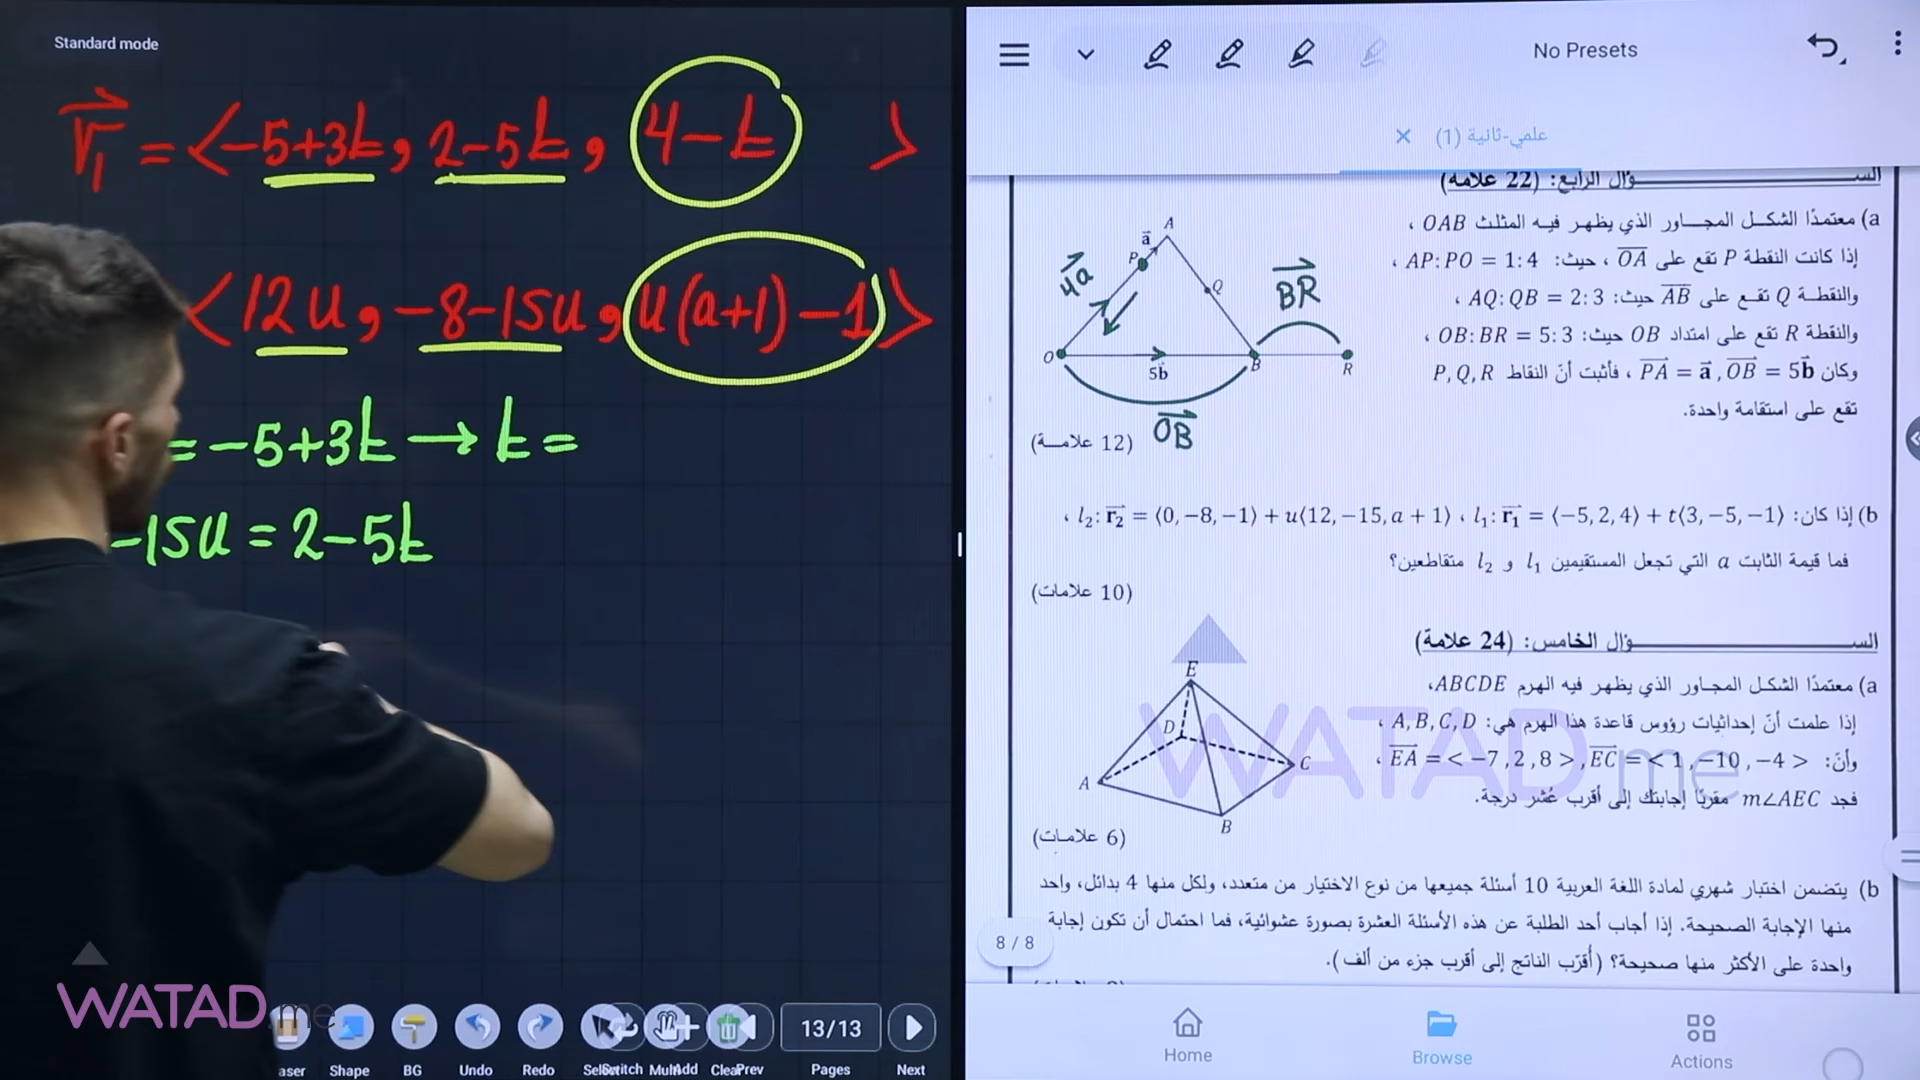 Standard mode
r₁ = <-5+3t, 2-5t, 4-t >
<12u, -8-15u, u(a+1)-1>
= -5+3t → t =
-15u = 2-5t
WATAD.me
Shape
BG
Undo
Redo
Switch
Add
Prev
13/13
Pages
Next
No Presets
علمي-ثانية (1) ×
الســـــؤال الرابع: (22 علامة)
a) معتمدًا الشكل المجاور الذي يظهر فيه المثلث OAB ،
إذا كانت النقطة P تقع على OA ، حيث: AP:PO = 1:4 ،
والنقطة Q تقع على AB حيث: AQ:QB = 2:3 ،
والنقطة R تقع على امتداد OB حيث: OB:BR = 5:3 ،
وكان PA = a , OB = 5b ، فأثبت أنّ النقاط P, Q, R
تقع على استقامة واحدة.
(12 علامة)
A
a
P
4a
Q
BR
O
5b
B
R
OB
b) إذا كان: l₁: r₁ = ⟨-5, 2, 4⟩ + t⟨3, -5, -1⟩ ، l₂: r₂ = ⟨0, -8, -1⟩ + u⟨12, -15, a + 1⟩ ،
فما قيمة الثابت a التي تجعل المستقيمين l₁ و l₂ متقاطعين؟
(10 علامات)
الســـــؤال الخامس: (24 علامة)
a) معتمدًا الشكل المجاور الذي يظهر فيه الهرم ABCDE،
إذا علمت أنّ إحداثيات رؤوس قاعدة هذا الهرم هي: A, B, C, D ،
وأنّ: EA = < -7 , 2 , 8 > , EC = < 1 , -10 , -4 > ،
فجد m∠AEC مقربًا إجابتك إلى أقرب عُشر درجة.
(6 علامات)
E
D
A
C
B
WATAD.me
b) يتضمن اختبار شهري لمادة اللغة العربية 10 أسئلة جميعها من نوع الاختيار من متعدد، ولكل منها 4 بدائل، واحد
منها الإجابة الصحيحة. إذا أجاب أحد الطلبة عن هذه الأسئلة العشرة بصورة عشوائية، فما احتمال أن تكون إجابة
واحدة على الأكثر منها صحيحة؟ (أُقرّب الناتج إلى أقرب جزء من ألف).
8 / 8
Home
Browse
Actions